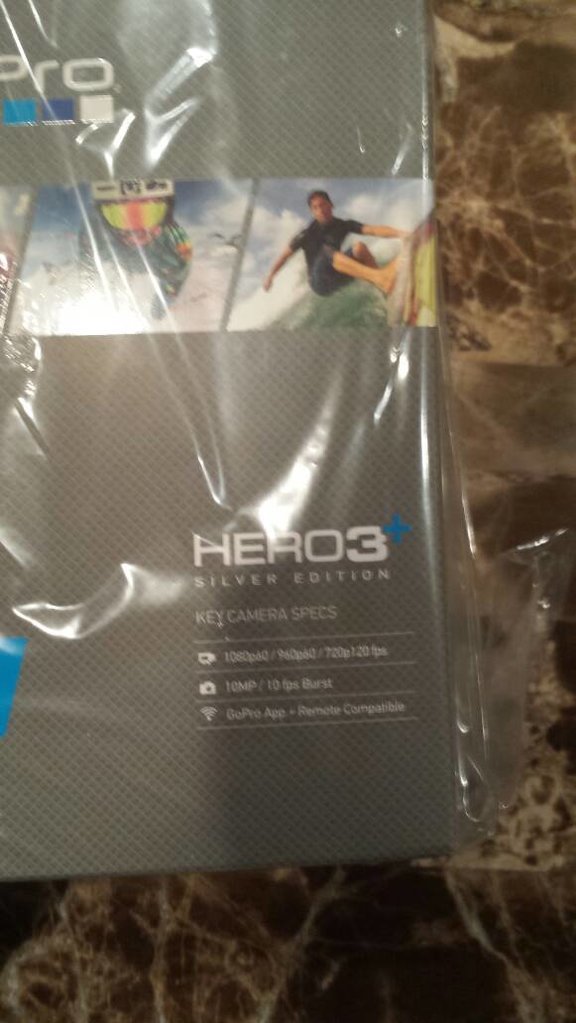 Pro
HERO3+
SILVER EDITION
KEY CAMERA SPECS
1080p60 / 960p60 / 720p120 fps
10MP / 10 fps Burst
GoPro App + Remote Compatible